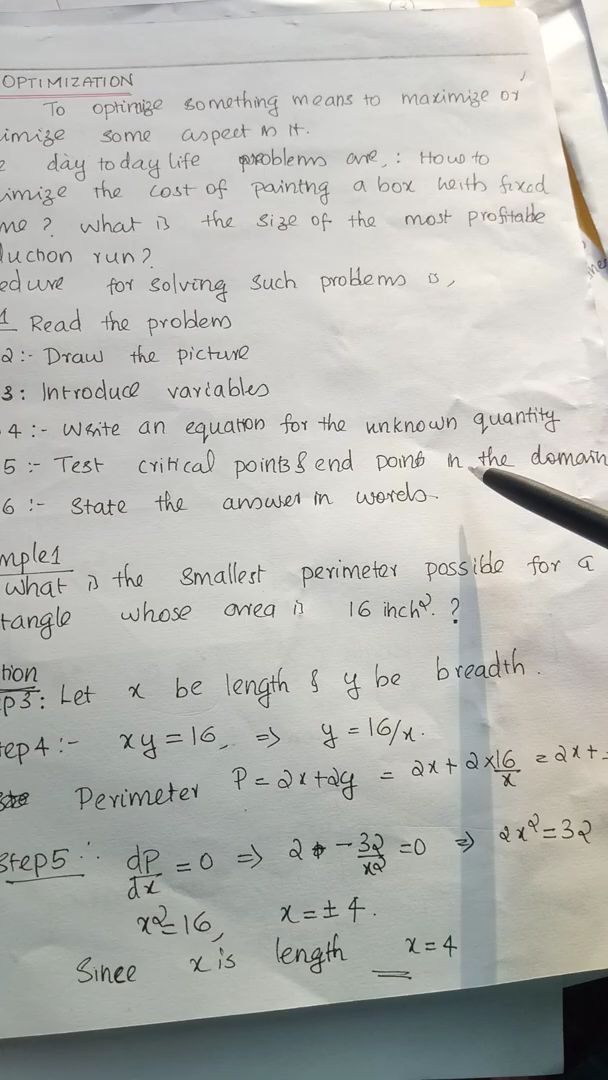 OPTIMIZATION
To optimize something means to maximize or
imize some aspect in it.
day today life problems are, : How to
imize the cost of painting a box with fixed
me ? what is the size of the most profitable
duction run ?
edure for solving such problems is,
1 Read the problem
2 :- Draw the picture
3 : Introduce variables
4 :- Write an equation for the unknown quantity
5 :- Test critical points & end points in the domain
6 :- State the answer in words.
mple1
what is the smallest perimeter possible for a
tangle whose area is 16 inch². ?
tion
p3 : Let x be length & y be breadth.
tep4 :- xy = 16, ⇒ y = 16/x.
Perimeter P = 2x+2y = 2x + 2×16/x = 2x +
Step5 ∴ dP/dx = 0 ⇒ 2 - 32/x2 = 0 ⇒ 2x² = 32
x² = 16, x = ± 4.
Since x is length x = 4